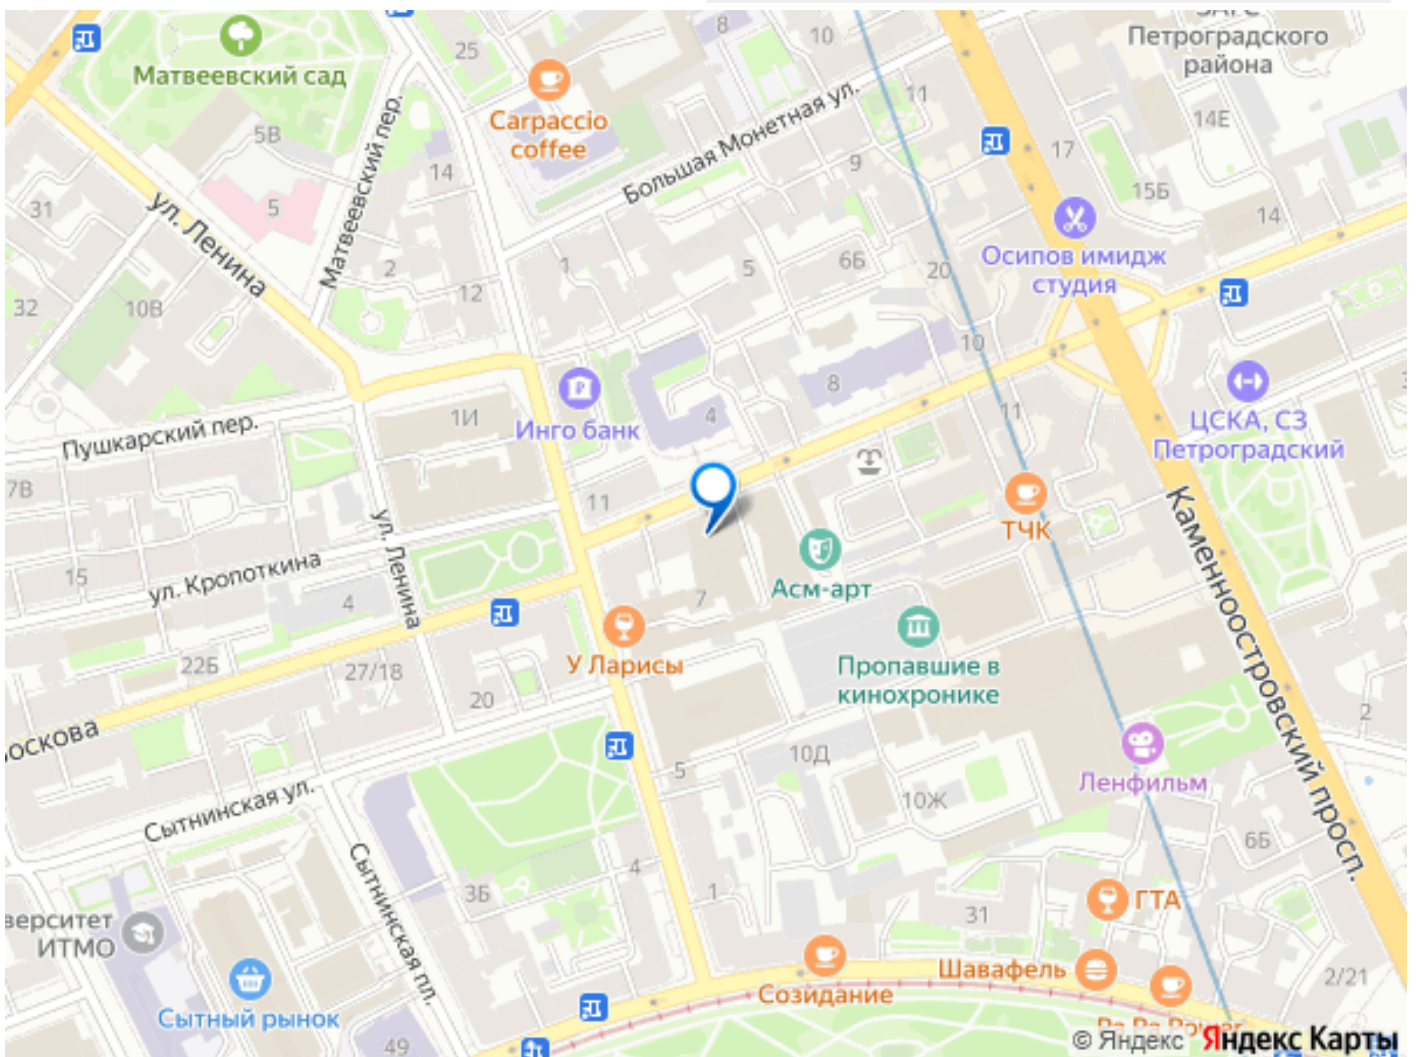 25
8
10
ЗАГС
Петроградского
района
Матвеевский сад
Carpaccio
coffee
Большая Монетная ул.
11
14Е
5В
Матвеевский пер.
14
9
17
15Б
31
5
ул. Ленина
14
2
1
5
6Б
20
Осипов имидж
студия
32
10В
12
10
8
1И
Инго банк
4
11
ЦСКА, СЗ
Петроградский
Пушкарский пер.
7В
11
ТЧК
ул. Ленина
Каменноостровский просп.
15
ул. Кропоткина
4
7
Асм-арт
22Б
27/18
У Ларисы
Пропавшие в
кинохронике
20
2
оскова
5
10Д
Ленфильм
10Ж
Сытнинская ул.
6Б
4
Сытнинская пл.
3Б
1
31
ГТА
верситет
ИТМО
Шавафель
2/21
Созидание
Сытный рынок
49
© Яндекс Яндекс Карты